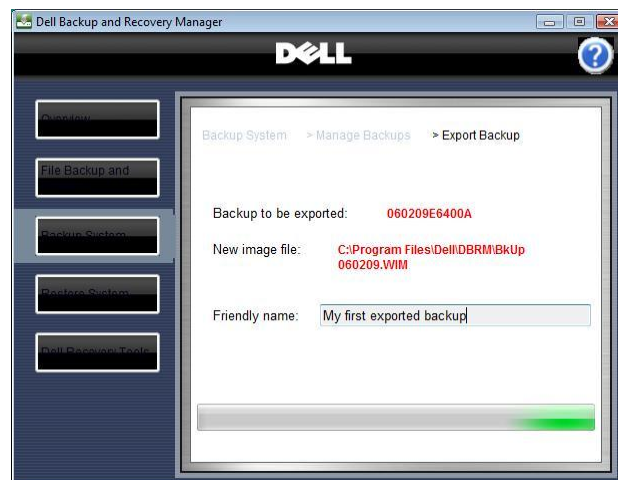 Dell Backup and Recovery Manager
DELL
?
Overview
File Backup and
Backup System
Restore System
Dell Recovery Tools
Backup System > Manage Backups > Export Backup
Backup to be exported: 060209E6400A
New image file: C:\Program Files\Dell\DBRM\BkUp
060209.WIM
Friendly name: My first exported backup